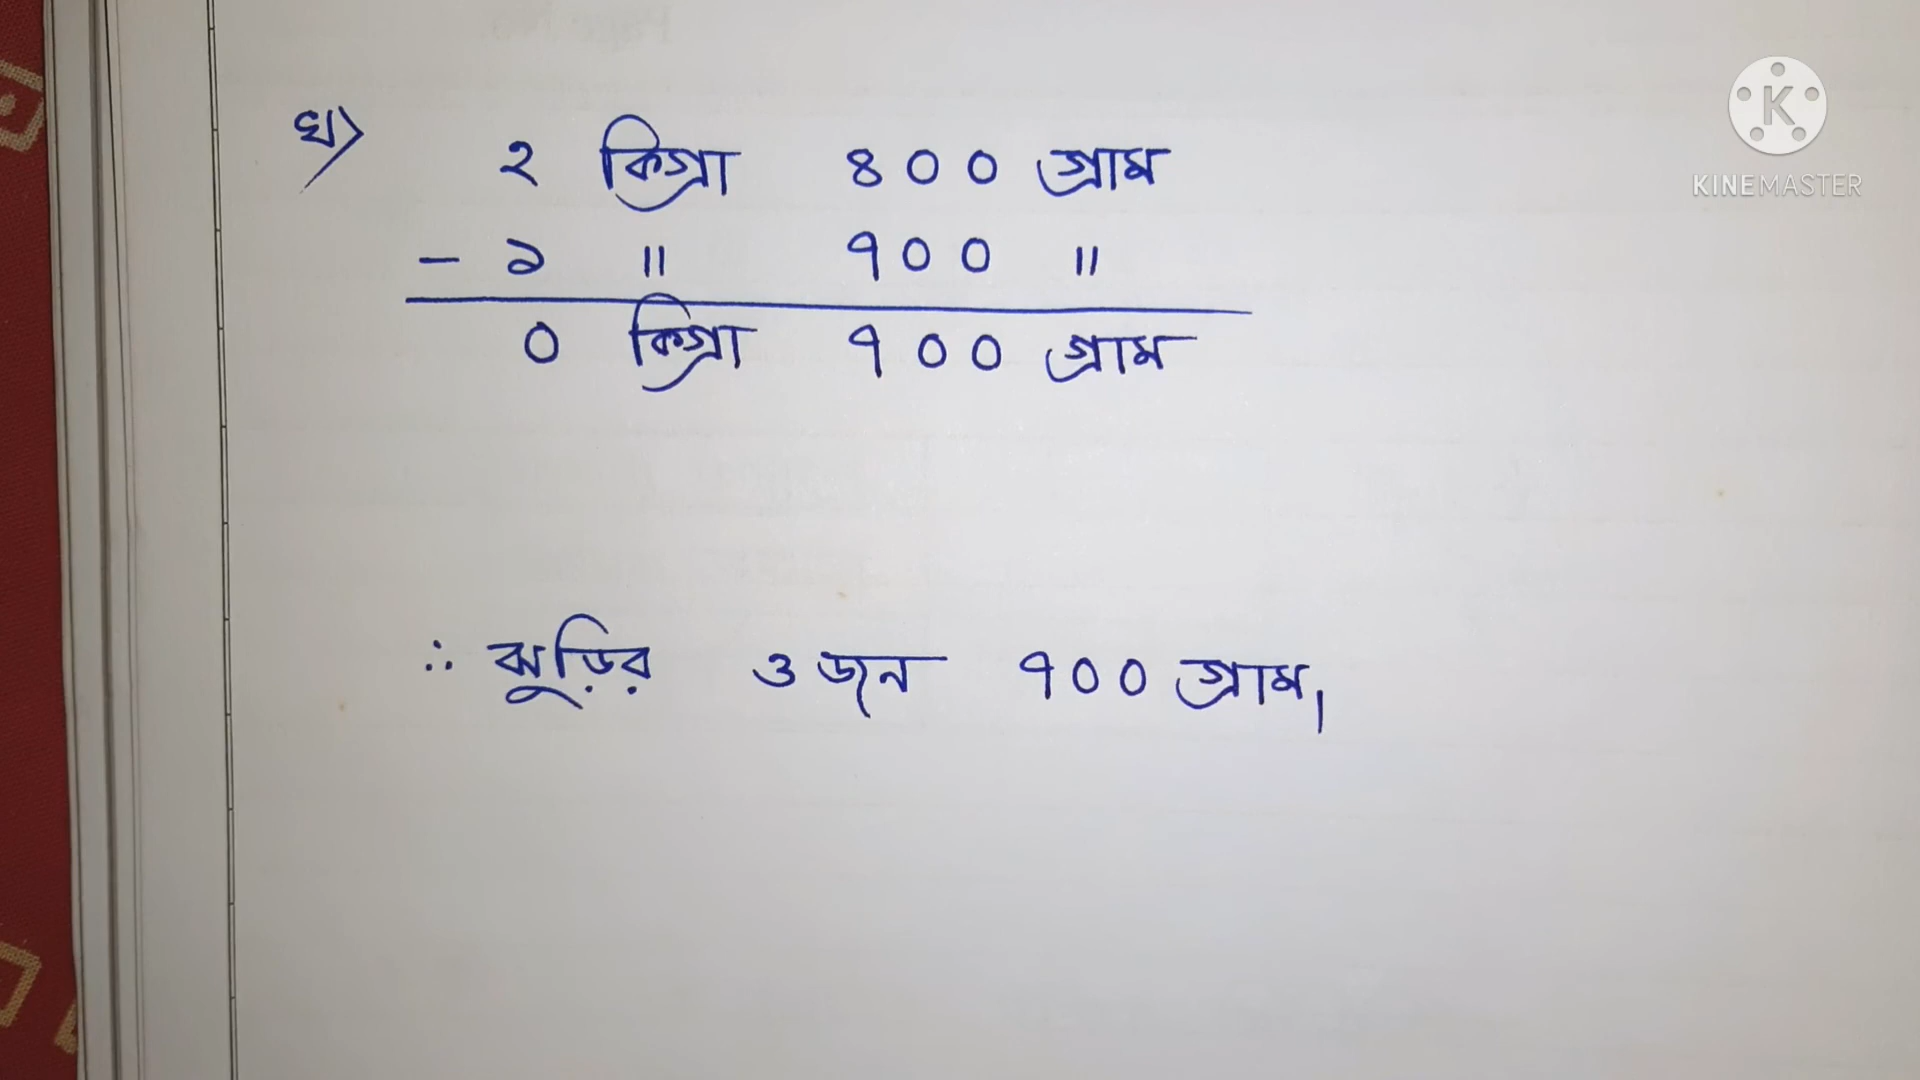 খ) ২ কিগ্রা ৪০০ গ্রাম
- ১ " ৭০০ "
০ কিগ্রা ৭০০ গ্রাম
∴ ঝুড়ির ওজন ৭০০ গ্রাম।
K
KINEMASTER